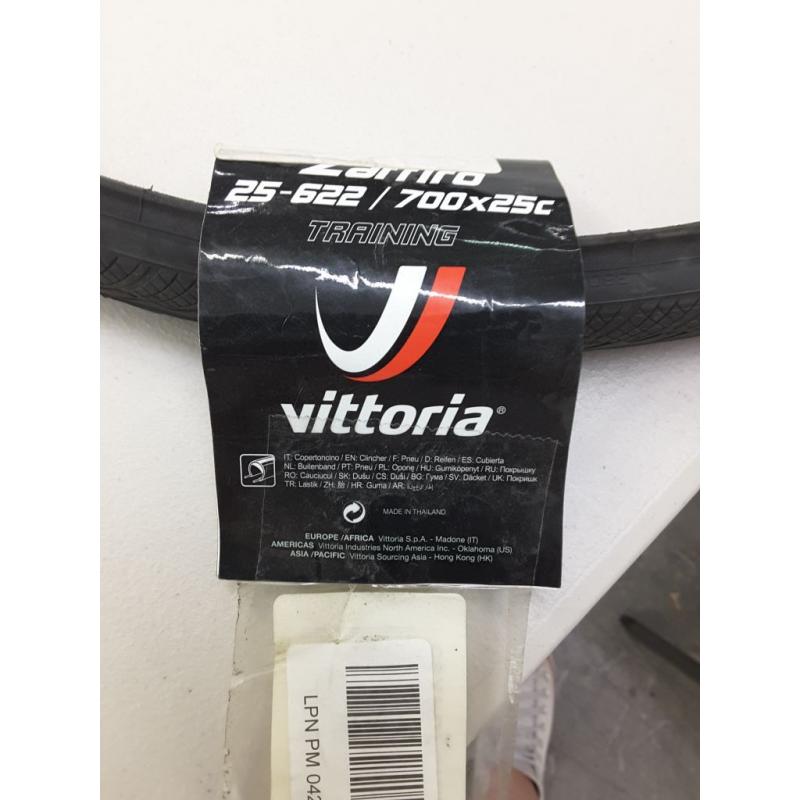 Zaffiro
25-622 / 700x25c
TRAINING
vittoria®
IT: Copertoncino / EN: Clincher / F: Pneu / D: Reifen / ES: Cubierta
NL: Buitenband / PT: Pneu / PL: Opone / HU: Gumiköpenyt / RU: Покрышку
RO: Cauciucul / SK: Dušu / CS: Duši / BG: Гума / SV: Däcket / UK: Покришк
TR: Lastik / ZH: 胎 / HR: Guma / AR:
MADE IN THAILAND
EUROPE /AFRICA Vittoria S.p.A. - Madone (IT)
AMERICAS Vittoria Industries North America Inc. - Oklahoma (US)
ASIA /PACIFIC Vittoria Sourcing Asia - Hong Kong (HK)
LPN PM 042